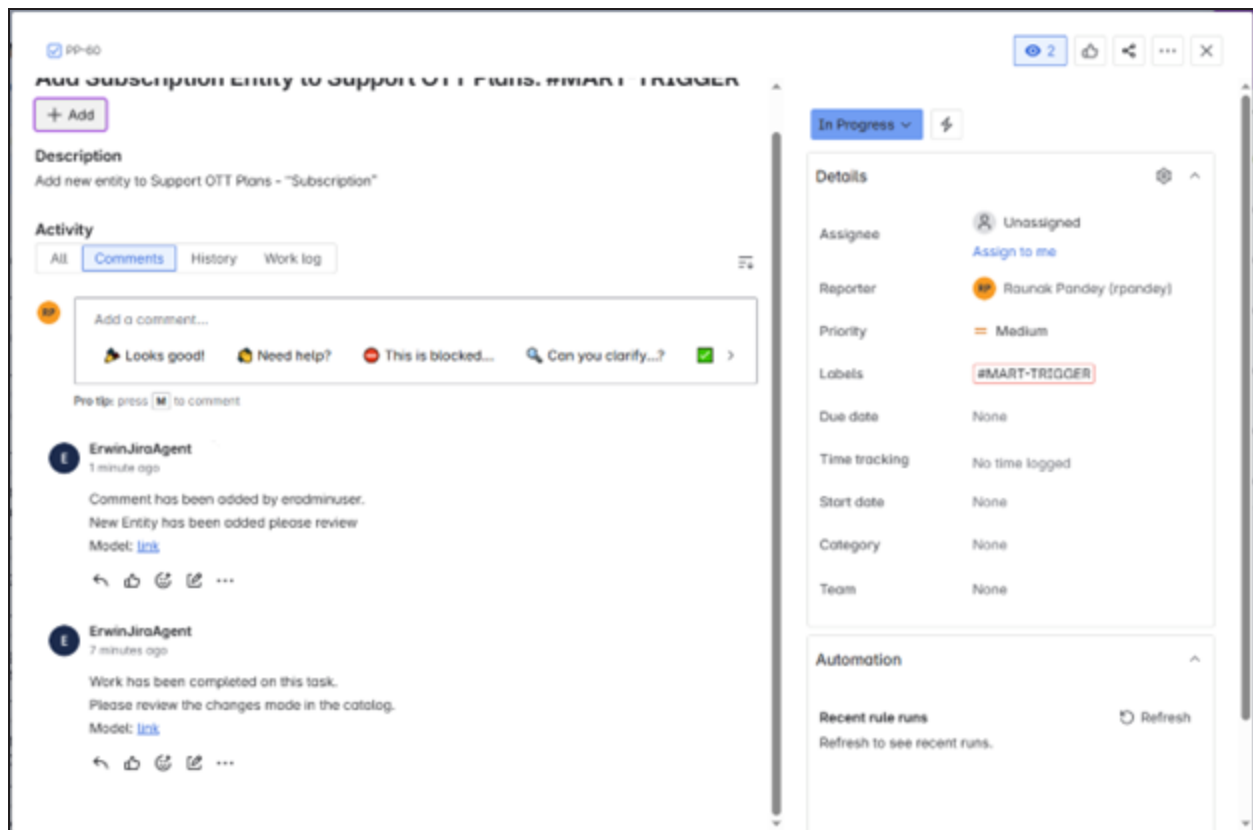 PP-60
2
Add Subscription Entity to Support OTT Plans. #MART-TRIGGER
+ Add
Description
Add new entity to Support OTT Plans - "Subscription"
Activity
All Comments History Work log
RP
Add a comment...
Looks good! Need help? This is blocked... Can you clarify...?
Pro tip: press M to comment
E
ErwinJiraAgent
1 minute ago
Comment has been added by eradminuser.
New Entity has been added please review
Model: link
E
ErwinJiraAgent
7 minutes ago
Work has been completed on this task.
Please review the changes made in the catalog.
Model: link
In Progress
Details
Assignee
Unassigned
Assign to me
Reporter
RP
Raunak Pandey (rpandey)
Priority
Medium
Labels
#MART-TRIGGER
Due date
None
Time tracking
No time logged
Start date
None
Category
None
Team
None
Automation
Recent rule runs
Refresh
Refresh to see recent runs.